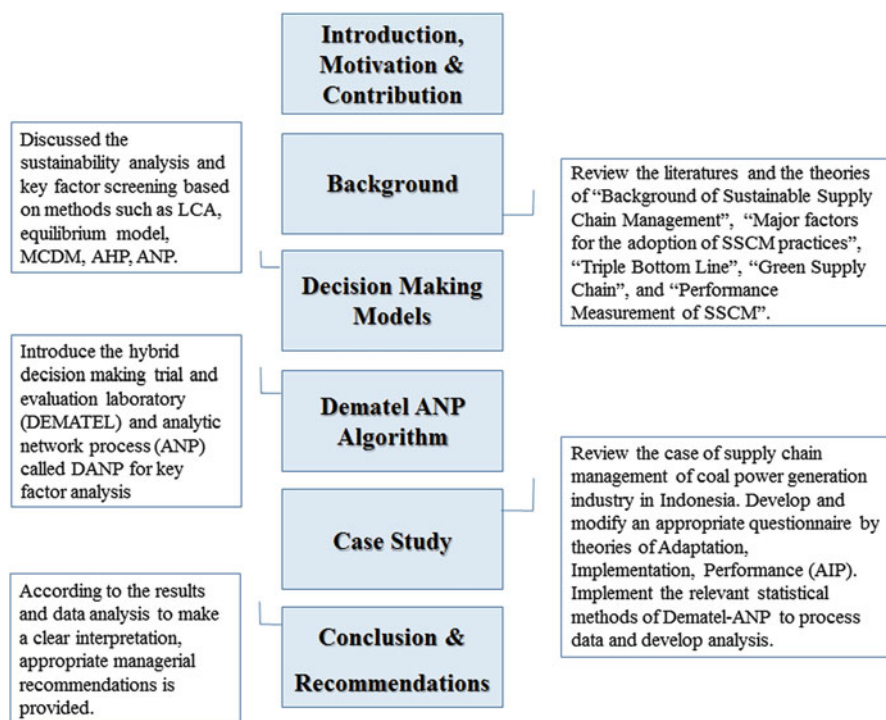 Introduction,
Motivation &
Contribution
Background
Review the literatures and the theories
of “Background of Sustainable Supply
Chain Management”, “Major factors
for the adoption of SSCM practices”,
“Triple Bottom Line”, “Green Supply
Chain”, and “Performance
Measurement of SSCM”.
Discussed the
sustainability analysis and
key factor screening based
on methods such as LCA,
equilibrium model,
MCDM, AHP, ANP.
Decision Making
Models
Introduce the hybrid
decision making trial and
evaluation laboratory
(DEMATEL) and analytic
network process (ANP)
called DANP for key
factor analysis
Dematel ANP
Algorithm
Case Study
Review the case of supply chain
management of coal power generation
industry in Indonesia. Develop and
modify an appropriate questionnaire by
theories of Adaptation,
Implementation, Performance (AIP).
Implement the relevant statistical
methods of Dematel-ANP to process
data and develop analysis.
According to the results
and data analysis to make
a clear interpretation,
appropriate managerial
recommendations is
provided.
Conclusion &
Recommendations